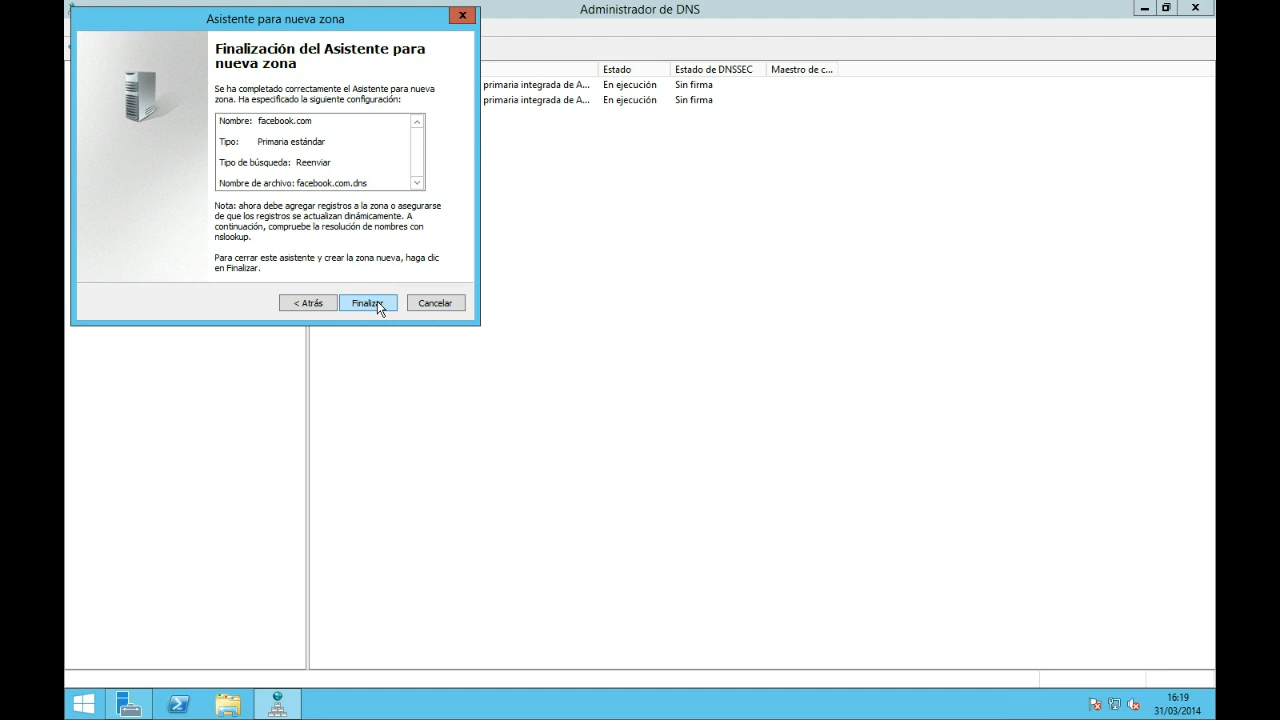 Administrador de DNS
Asistente para nueva zona
Finalización del Asistente para
nueva zona
Se ha completado correctamente el Asistente para nueva
zona. Ha especificado la siguiente configuración:
Nombre: facebook.com
Tipo: Primaria estándar
Tipo de búsqueda: Reenviar
Nombre de archivo: facebook.com.dns
Nota: ahora debe agregar registros a la zona o asegurarse
de que los registros se actualizan dinámicamente. A
continuación, compruebe la resolución de nombres con
nslookup.
Para cerrar este asistente y crear la zona nueva, haga clic
en Finalizar.
< Atrás Finalizar Cancelar
Estado Estado de DNSSEC Maestro de c...
primaria integrada de A... En ejecución Sin firma
primaria integrada de A... En ejecución Sin firma
16:19
31/03/2014